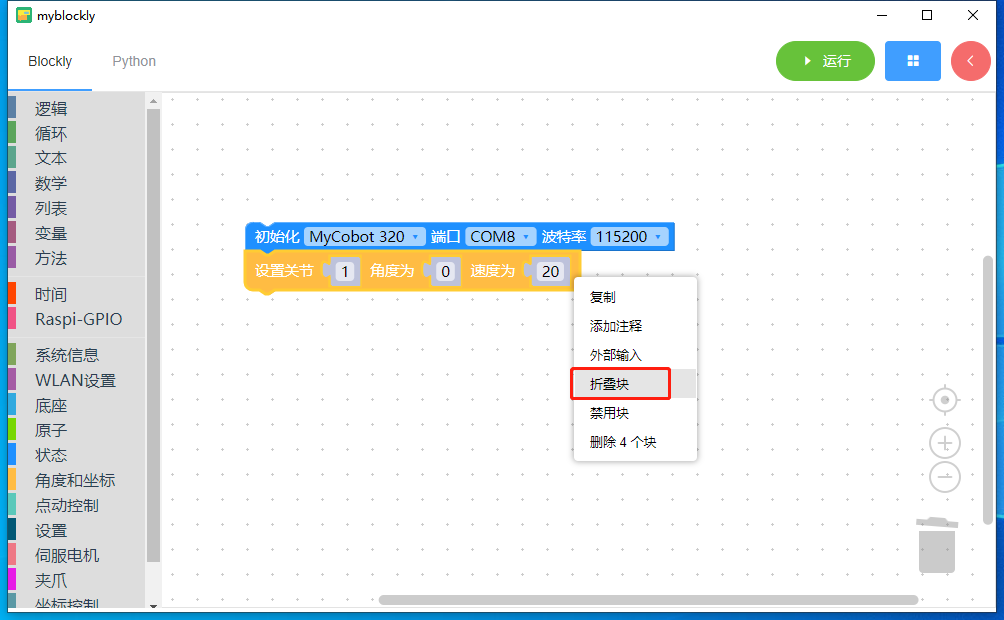 myblockly
Blockly Python 运行
逻辑
循环
文本
数学
列表
变量
方法
时间
Raspi-GPIO
系统信息
WLAN设置
底座
原子
状态
角度和坐标
点动控制
设置
伺服电机
夹爪
坐标控制
初始化 MyCobot 320 端口 COM8 波特率 115200
设置关节 1 角度为 0 速度为 20
复制
添加注释
外部输入
折叠块
禁用块
删除 4 个块